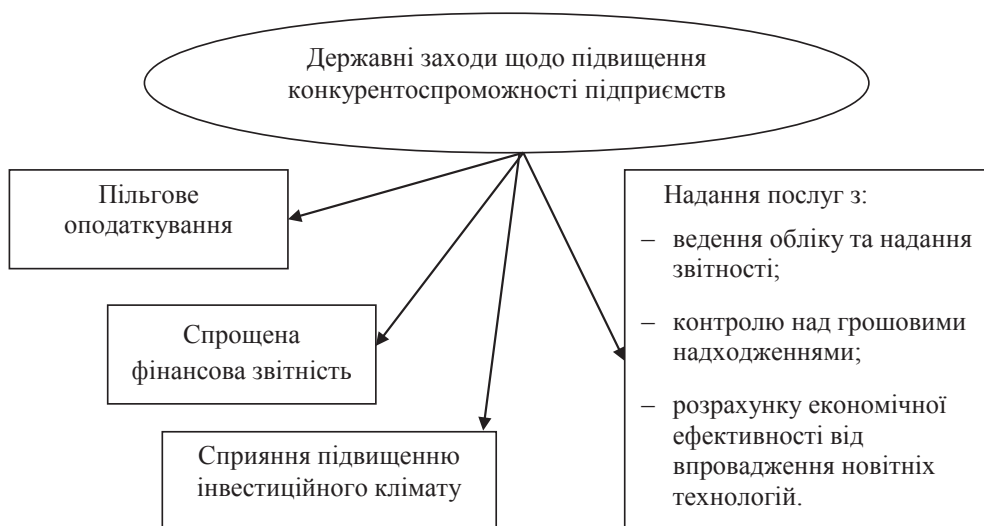 Державні заходи щодо підвищення
конкурентоспроможності підприємств
Пільгове
оподаткування
Спрощена
фінансова звітність
Сприяння підвищенню
інвестиційного клімату
Надання послуг з:
– ведення обліку та надання
звітності;
– контролю над грошовими
надходженнями;
– розрахунку економічної
ефективності від
впровадження новітніх
технологій.